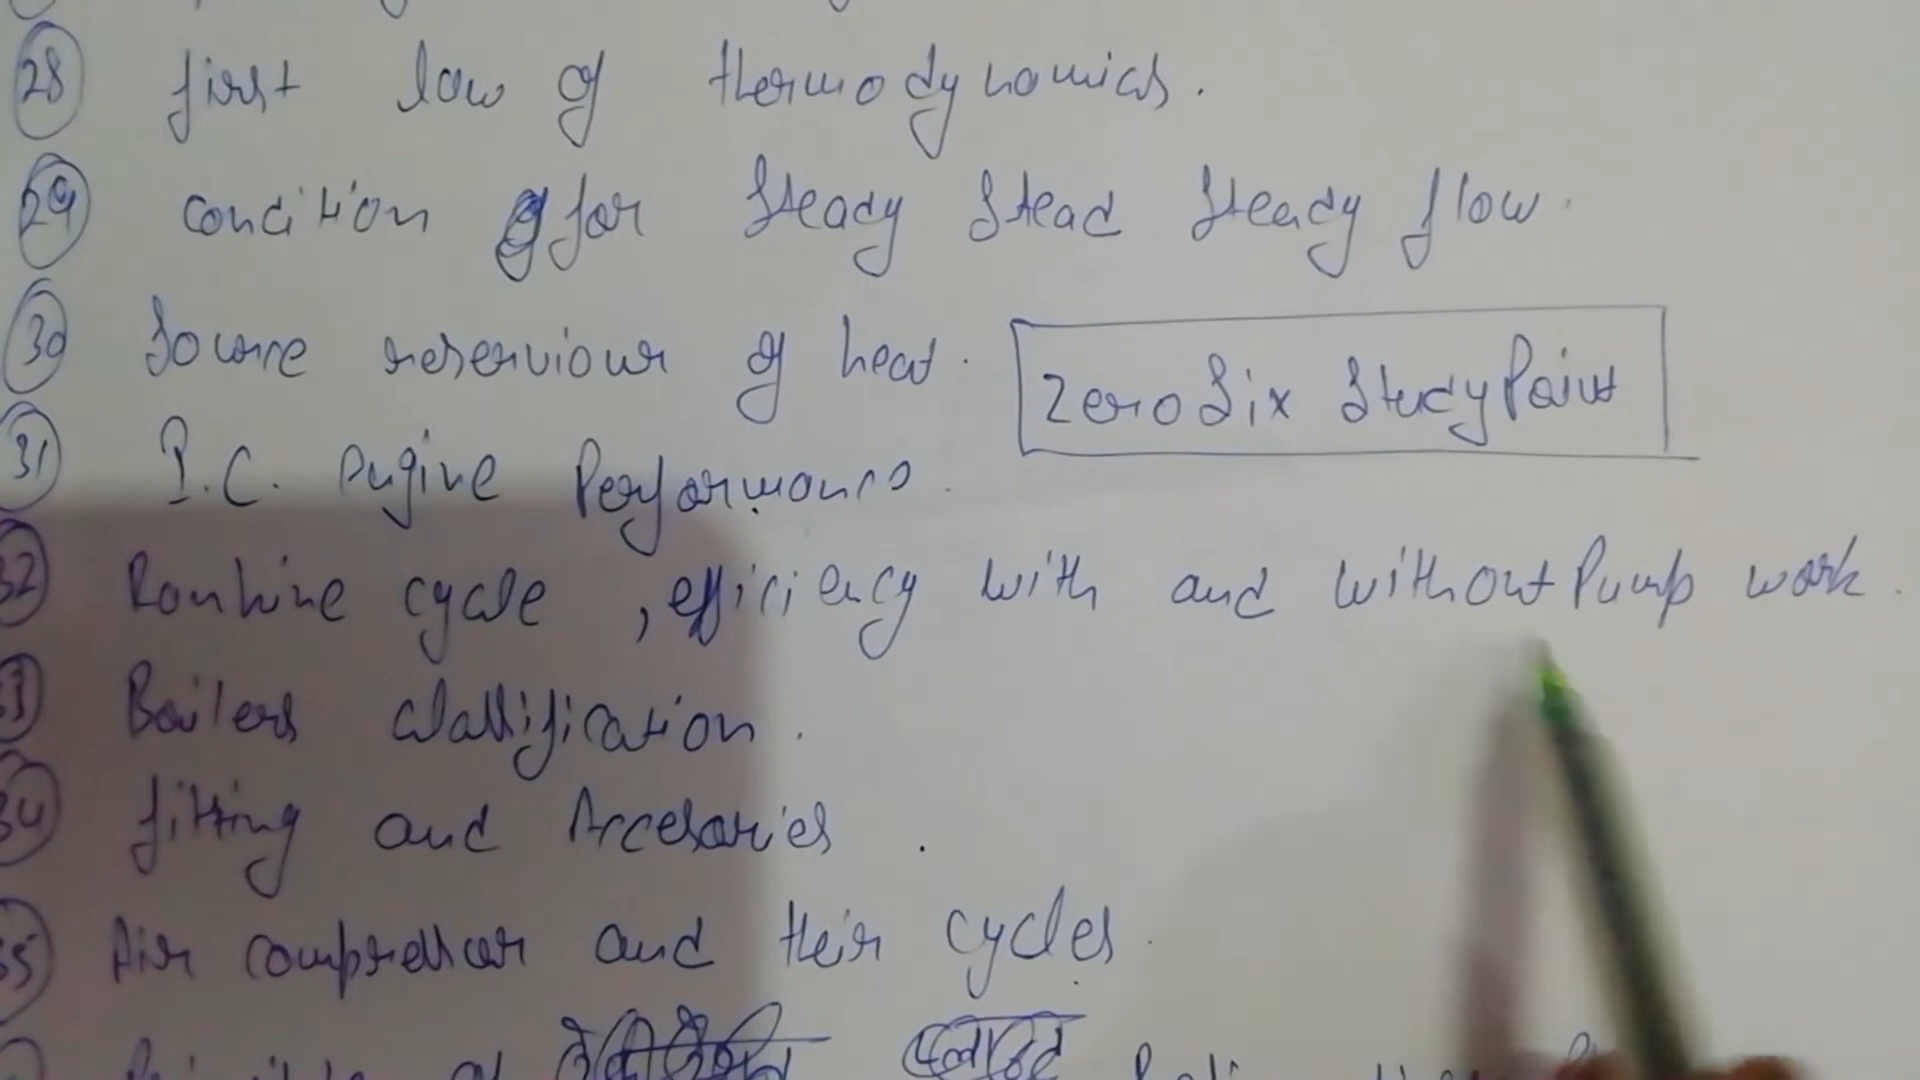 28 first law of thermodynamics.
29 condition for steady stead steady flow.
30 Source reserviour of heat.
Zero Six Study Point
31 I.C. engine Performance.
32 Rankine cycle, efficiency with and without Pump work.
33 Boilers classification.
34 fitting and Accesories.
35 Air compressor and their cycles.